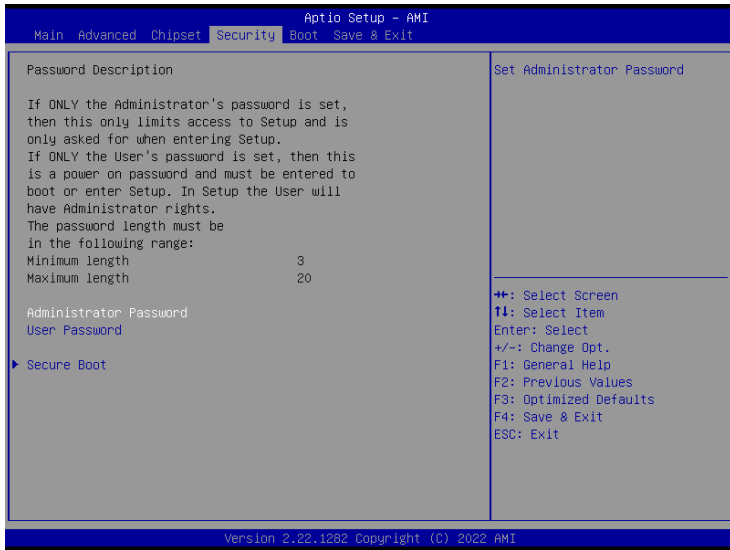 Aptio Setup - AMI
Main Advanced Chipset Security Boot Save & Exit
Password Description
If ONLY the Administrator's password is set,
then this only limits access to Setup and is
only asked for when entering Setup.
If ONLY the User's password is set, then this
is a power on password and must be entered to
boot or enter Setup. In Setup the User will
have Administrator rights.
The password length must be
in the following range:
Minimum length 3
Maximum length 20
Administrator Password
User Password
Secure Boot
Set Administrator Password
→←: Select Screen
↑↓: Select Item
Enter: Select
+/-: Change Opt.
F1: General Help
F2: Previous Values
F3: Optimized Defaults
F4: Save & Exit
ESC: Exit
Version 2.22.1282 Copyright (C) 2022 AMI